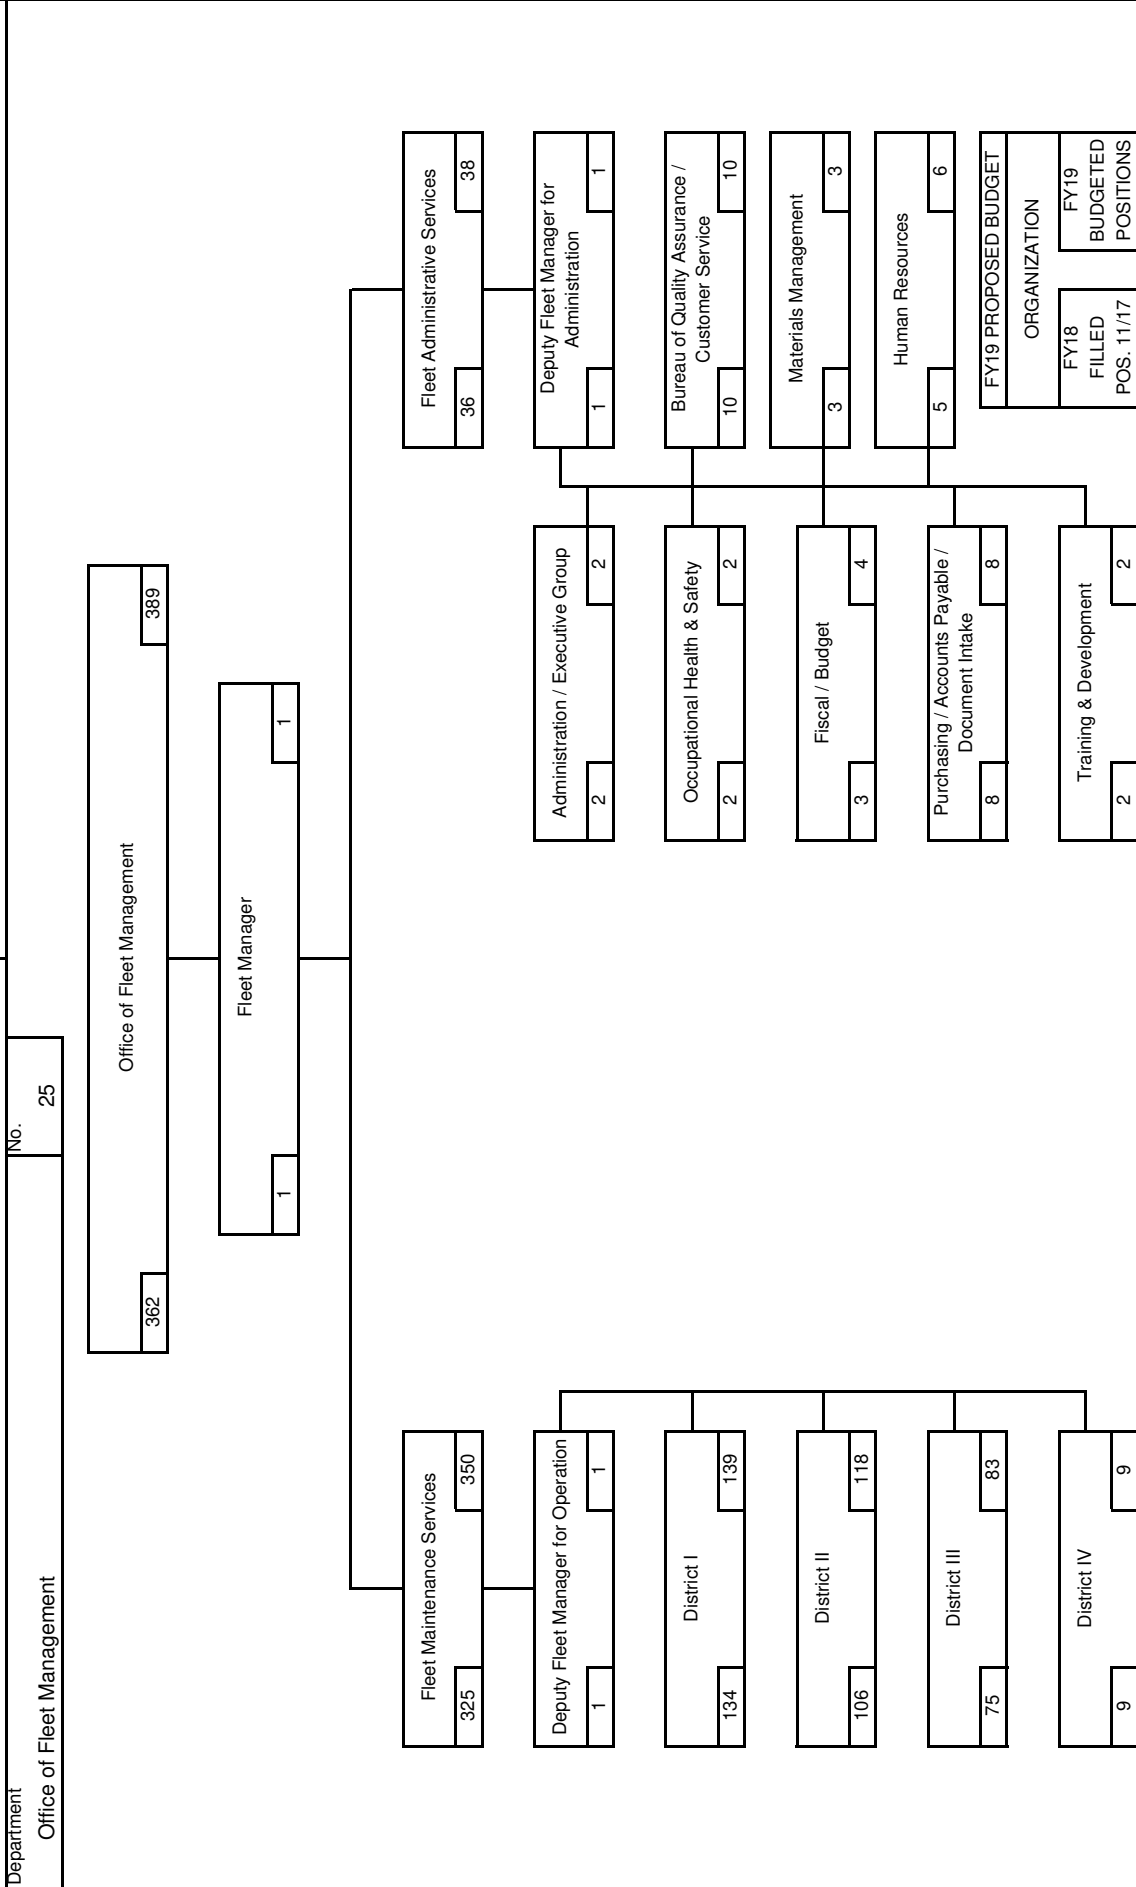 Department
No.
Office of Fleet Management
25
Office of Fleet Management
362
389
Fleet Manager
1
1
Fleet Maintenance Services
325
350
Fleet Administrative Services
36
38
Deputy Fleet Manager for Operation
1
1
District I
134
139
District II
106
118
District III
75
83
District IV
9
9
Deputy Fleet Manager for
Administration
1
1
Administration / Executive Group
2
2
Bureau of Quality Assurance /
Customer Service
10
10
Occupational Health & Safety
2
2
Materials Management
3
3
Fiscal / Budget
3
4
Human Resources
5
6
Purchasing / Accounts Payable /
Document Intake
8
8
Training & Development
2
2
FY19 PROPOSED BUDGET
ORGANIZATION
FY18
FILLED
POS. 11/17
FY19
BUDGETED
POSITIONS